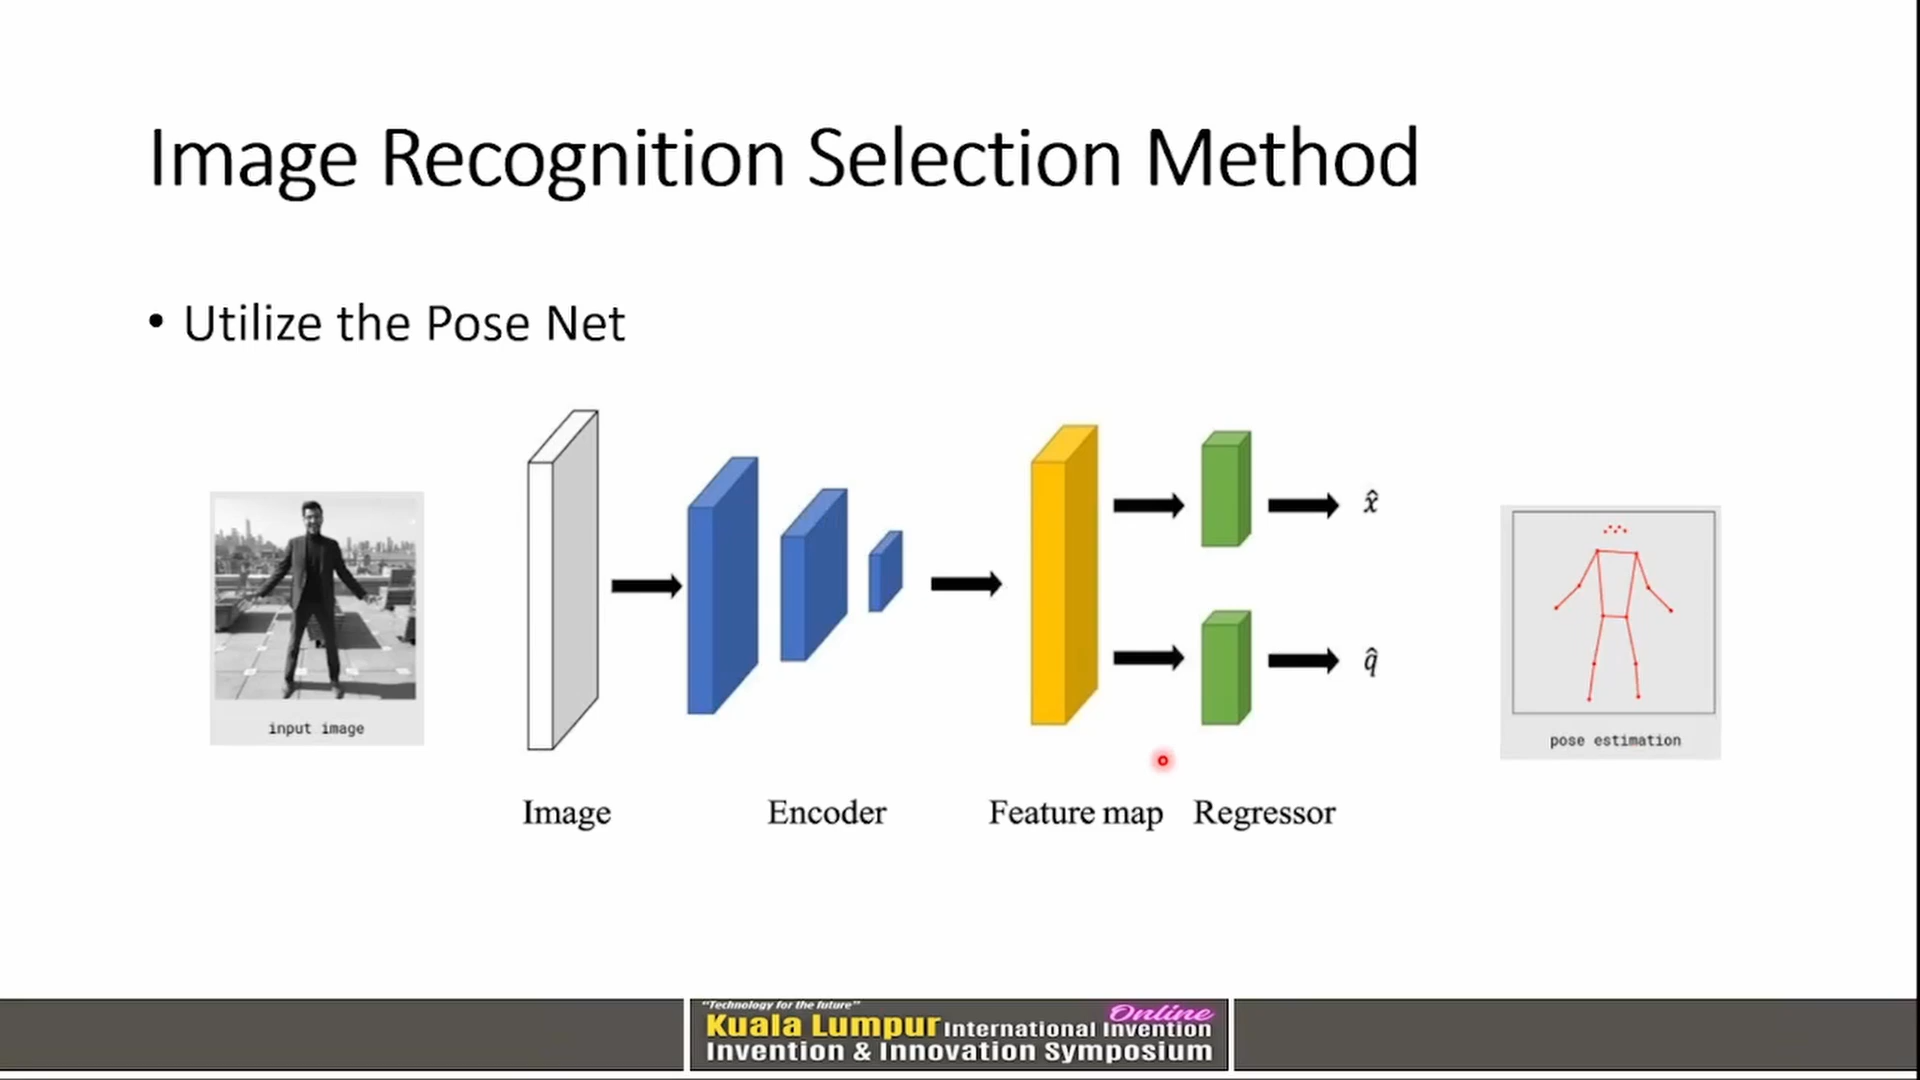 Image Recognition Selection Method
• Utilize the Pose Net
x̂
q̂
input image
pose estimation
Image Encoder Feature map Regressor
"Technology for the future"
Online
Kuala Lumpur International Invention
Invention & Innovation Symposium